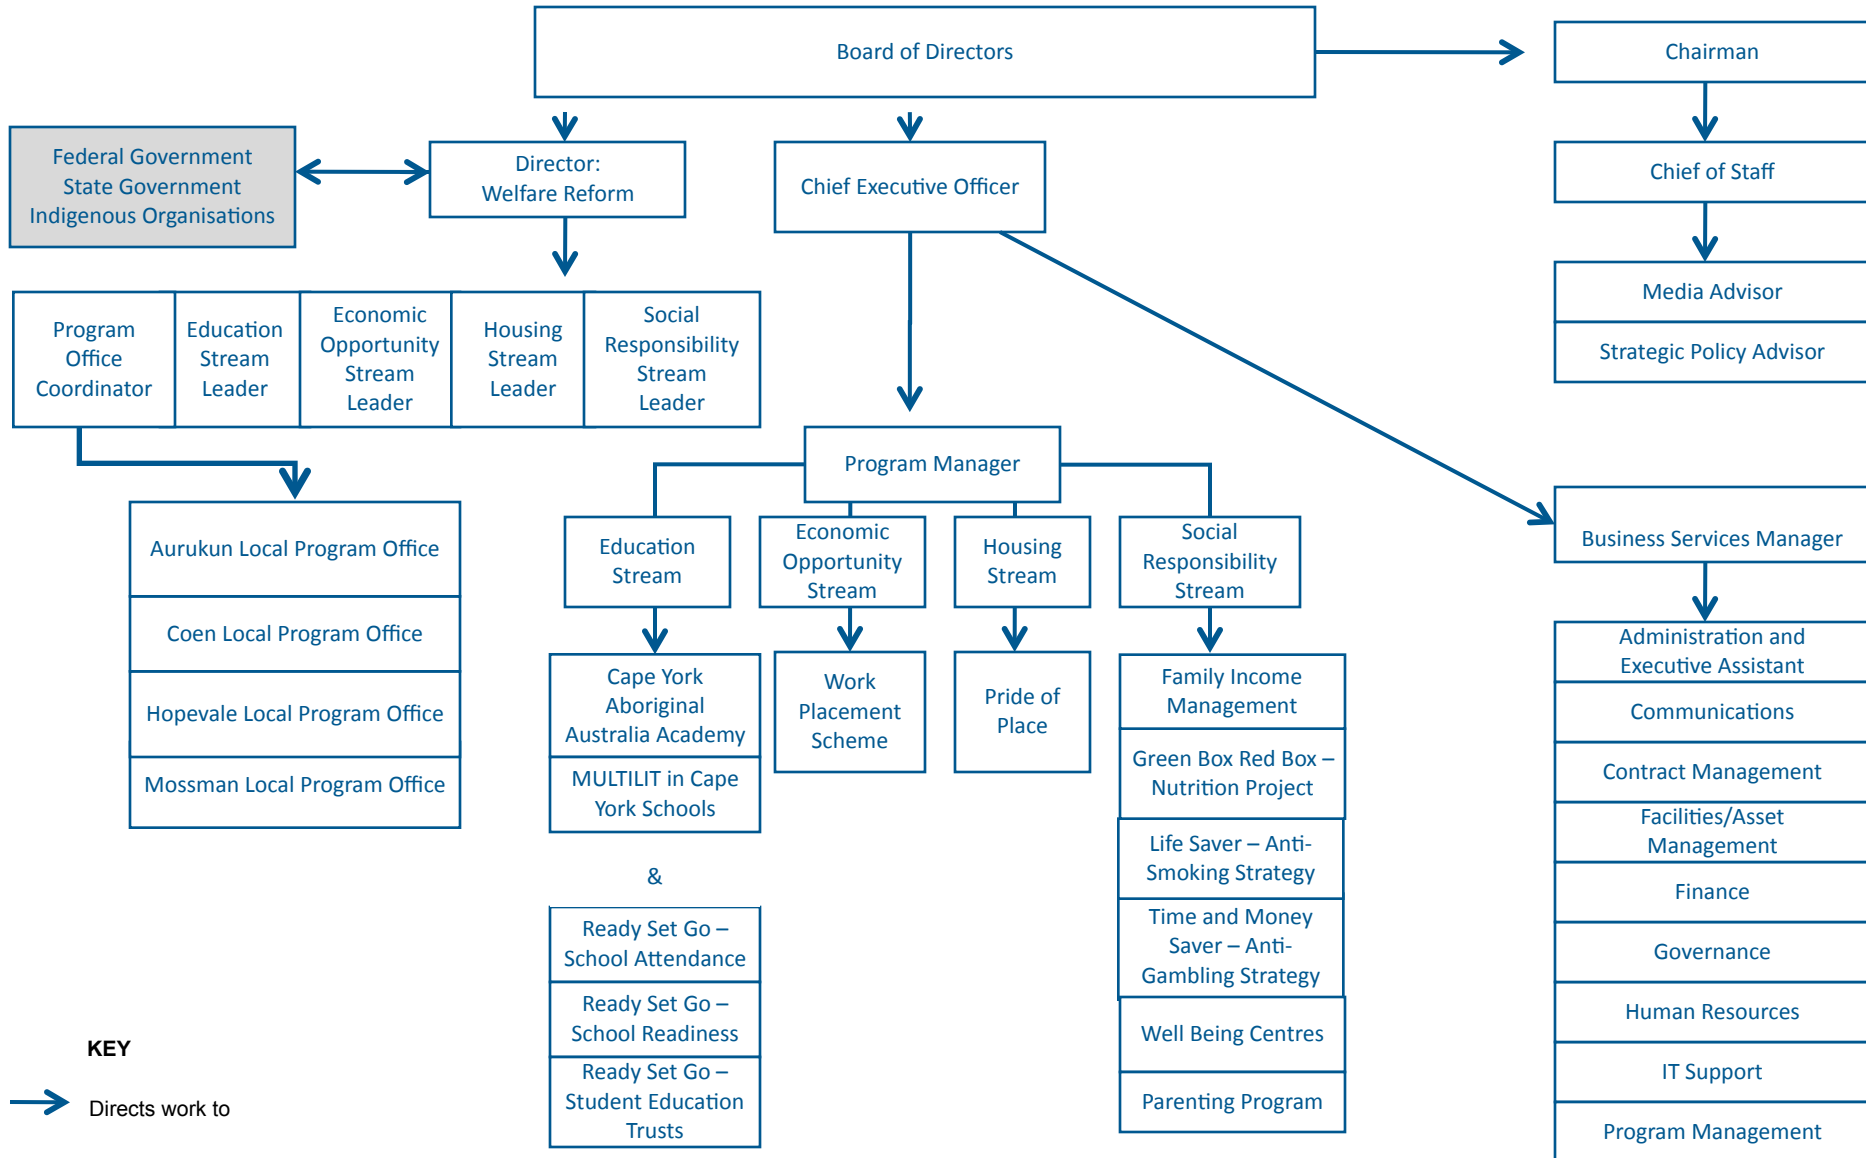 Board of Directors
Chairman
Federal Government
State Government
Indigenous Organisations
Director:
Welfare Reform
Chief Executive Officer
Chief of Staff
Media Advisor
Strategic Policy Advisor
Program
Office
Coordinator
Education
Stream
Leader
Economic
Opportunity
Stream
Leader
Housing
Stream
Leader
Social
Responsibility
Stream
Leader
Program Manager
Aurukun Local Program Office
Coen Local Program Office
Hopevale Local Program Office
Mossman Local Program Office
Education
Stream
Economic
Opportunity
Stream
Housing
Stream
Social
Responsibility
Stream
Business Services Manager
Cape York
Aboriginal
Australia Academy
MULTILIT in Cape
York Schools
&
Ready Set Go –
School Attendance
Ready Set Go –
School Readiness
Ready Set Go –
Student Education
Trusts
Work
Placement
Scheme
Pride of
Place
Family Income
Management
Green Box Red Box –
Nutrition Project
Life Saver – Anti-
Smoking Strategy
Time and Money
Saver – Anti-
Gambling Strategy
Well Being Centres
Parenting Program
Administration and
Executive Assistant
Communications
Contract Management
Facilities/Asset
Management
Finance
Governance
Human Resources
IT Support
Program Management
KEY
Directs work to